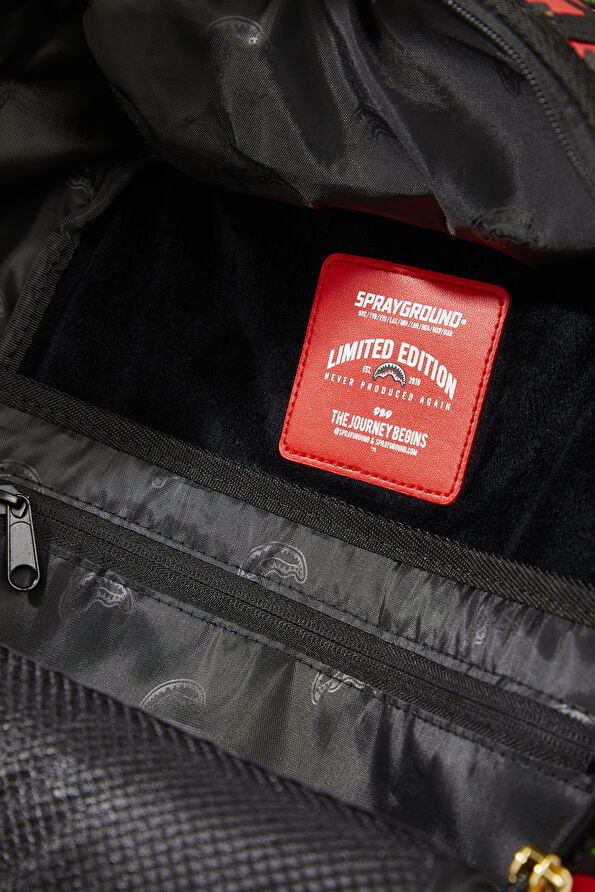 SPRAYGROUND®
LIMITED EDITION
EST. 2010
NEVER PRODUCED AGAIN
THE JOURNEY BEGINS
@SPRAYGROUND & SPRAYGROUND.COM